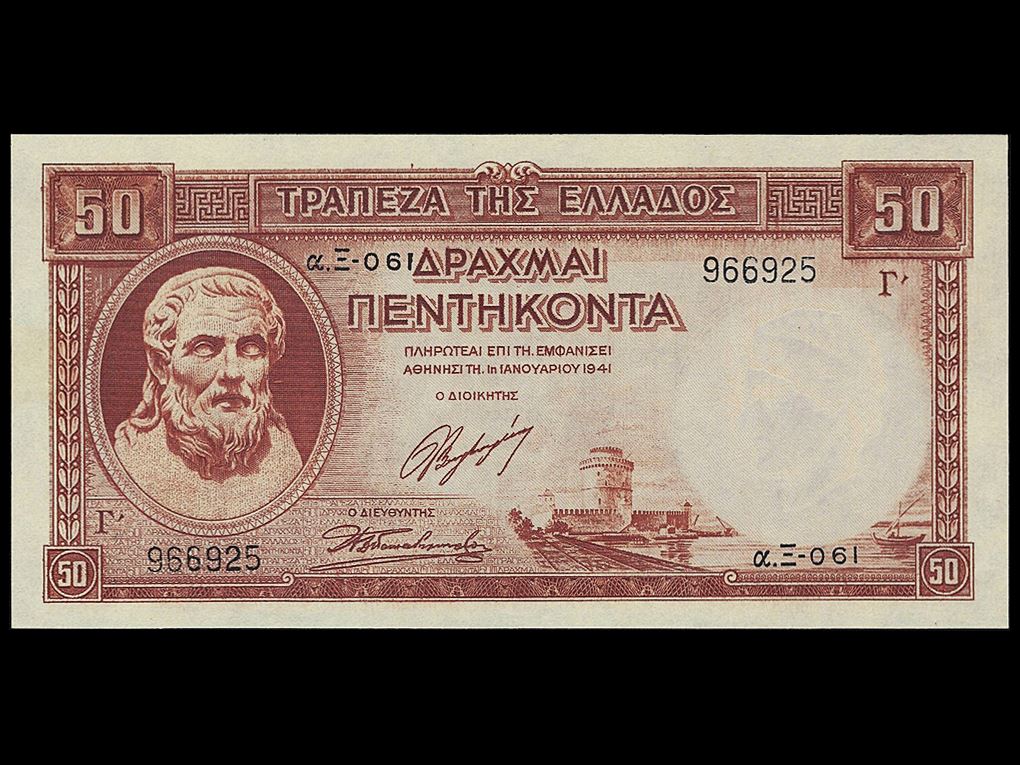 50 ΤΡΑΠΕΖΑ ΤΗΣ ΕΛΛΑΔΟΣ 50
α.Ξ-061 ΔΡΑΧΜΑΙ 966925 Γ'
ΠΕΝΤΗΚΟΝΤΑ
ΠΛΗΡΩΤΕΑΙ ΕΠΙ ΤΗ. ΕΜΦΑΝΙΣΕΙ
ΑΘΗΝΗΣΙ ΤΗ. 1η ΙΑΝΟΥΑΡΙΟΥ 1941
Ο ΔΙΟΙΚΗΤΗΣ
Γ' Ο ΔΙΕΥΘΥΝΤΗΣ
966925 α.Ξ-061
50 50